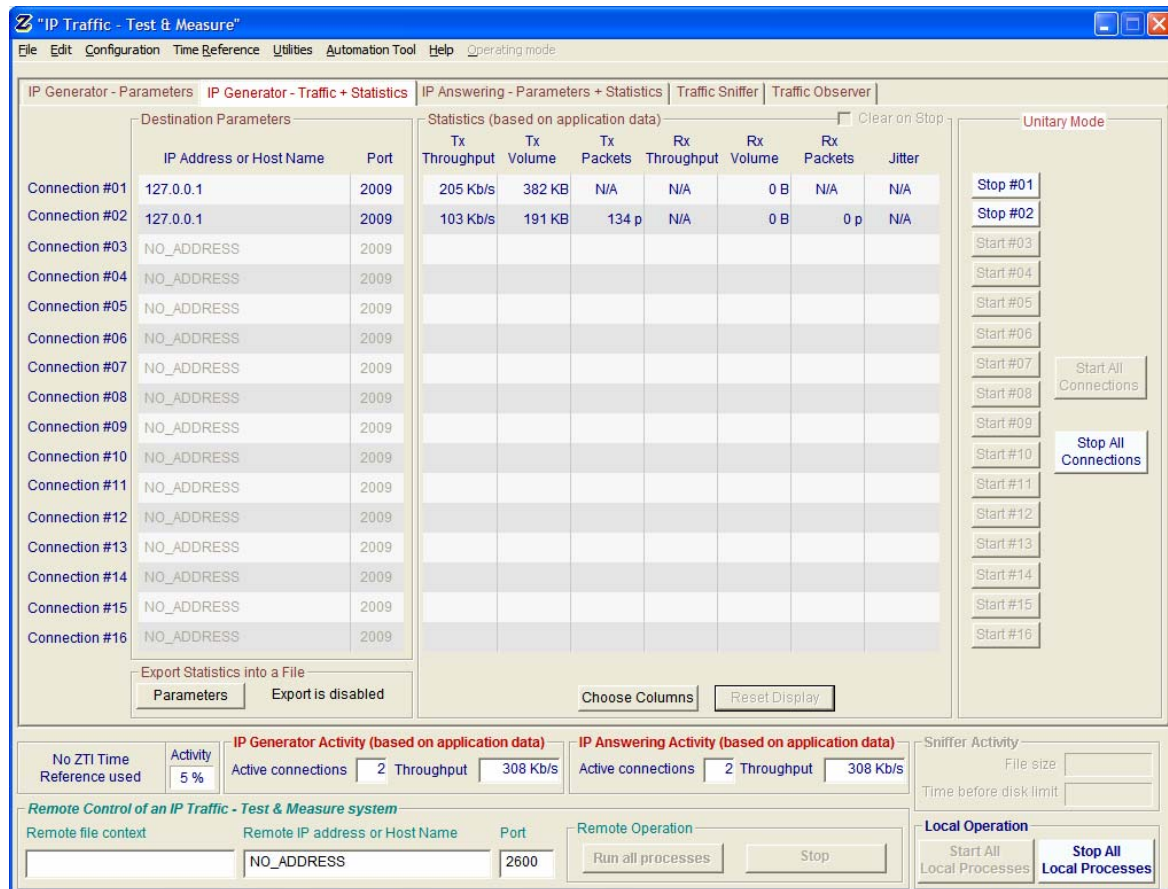 "IP Traffic - Test & Measure"
File Edit Configuration Time Reference Utilities Automation Tool Help Operating mode
IP Generator - Parameters IP Generator - Traffic + Statistics IP Answering - Parameters + Statistics Traffic Sniffer Traffic Observer
Destination Parameters Statistics (based on application data) Clear on Stop Unitary Mode
Tx Tx Tx Rx Rx Rx
IP Address or Host Name Port Throughput Volume Packets Throughput Volume Packets Jitter
Connection #01 127.0.0.1 2009 205 Kb/s 382 KB N/A N/A 0 B N/A N/A Stop #01
Connection #02 127.0.0.1 2009 103 Kb/s 191 KB 134 p N/A 0 B 0 p N/A Stop #02
Connection #03 NO_ADDRESS 2009 Start #03
Connection #04 NO_ADDRESS 2009 Start #04
Connection #05 NO_ADDRESS 2009 Start #05
Connection #06 NO_ADDRESS 2009 Start #06
Connection #07 NO_ADDRESS 2009 Start #07
Connection #08 NO_ADDRESS 2009 Start #08
Connection #09 NO_ADDRESS 2009 Start #09
Connection #10 NO_ADDRESS 2009 Start #10
Connection #11 NO_ADDRESS 2009 Start #11
Connection #12 NO_ADDRESS 2009 Start #12
Connection #13 NO_ADDRESS 2009 Start #13
Connection #14 NO_ADDRESS 2009 Start #14
Connection #15 NO_ADDRESS 2009 Start #15
Connection #16 NO_ADDRESS 2009 Start #16
Start All
Connections
Stop All
Connections
Export Statistics into a File
Parameters Export is disabled Choose Columns Reset Display
No ZTI Time
Reference used
Activity
5 %
IP Generator Activity (based on application data)
Active connections 2 Throughput 308 Kb/s
IP Answering Activity (based on application data)
Active connections 2 Throughput 308 Kb/s
Sniffer Activity
File size
Time before disk limit
Remote Control of an IP Traffic - Test & Measure system
Remote file context Remote IP address or Host Name Port
NO_ADDRESS 2600
Remote Operation
Run all processes Stop
Local Operation
Start All
Local Processes
Stop All
Local Processes